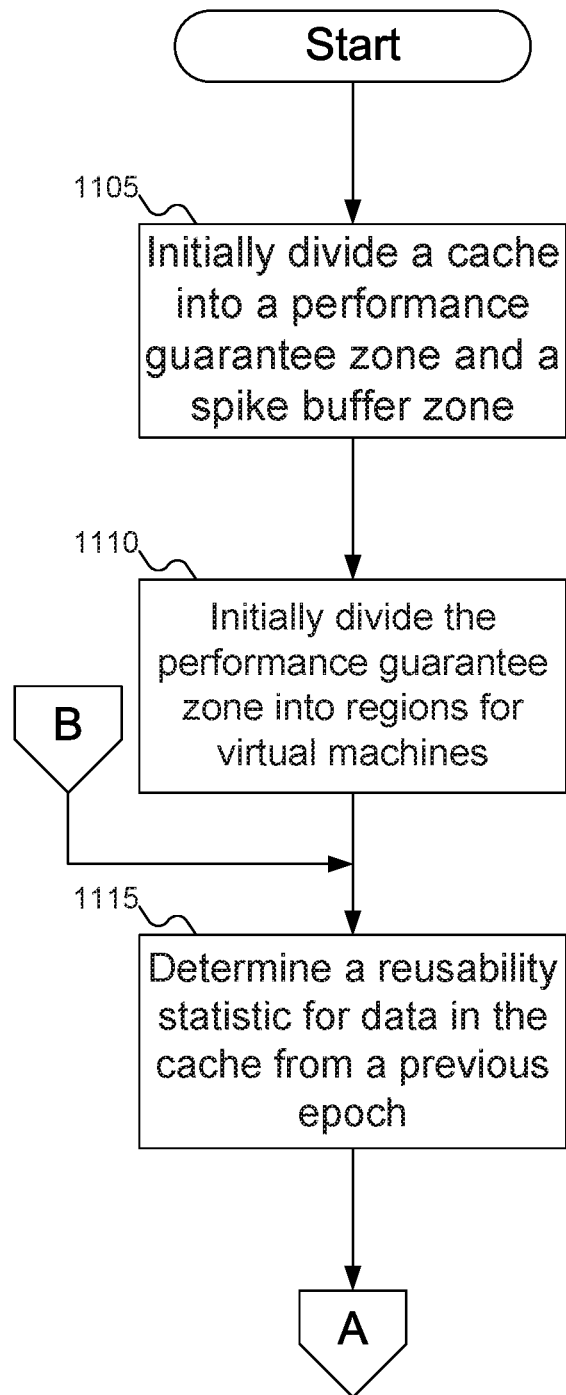 Start
1105
Initially divide a cache
into a performance
guarantee zone and a
spike buffer zone
1110
Initially divide the
performance guarantee
zone into regions for
virtual machines
B
1115
Determine a reusability
statistic for data in the
cache from a previous
epoch
A